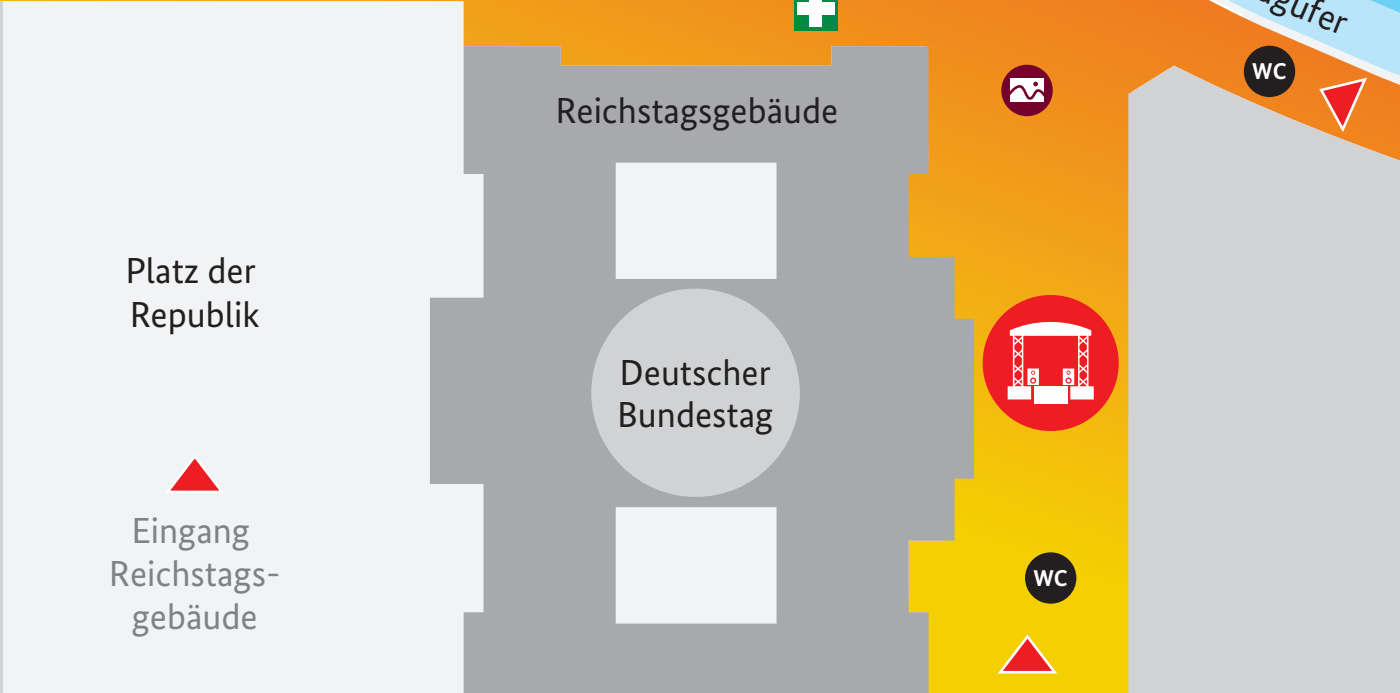 WC
Reichstagsgebäude
Platz der
Republik
Deutscher
Bundestag
Eingang
Reichstags-
gebäude
WC